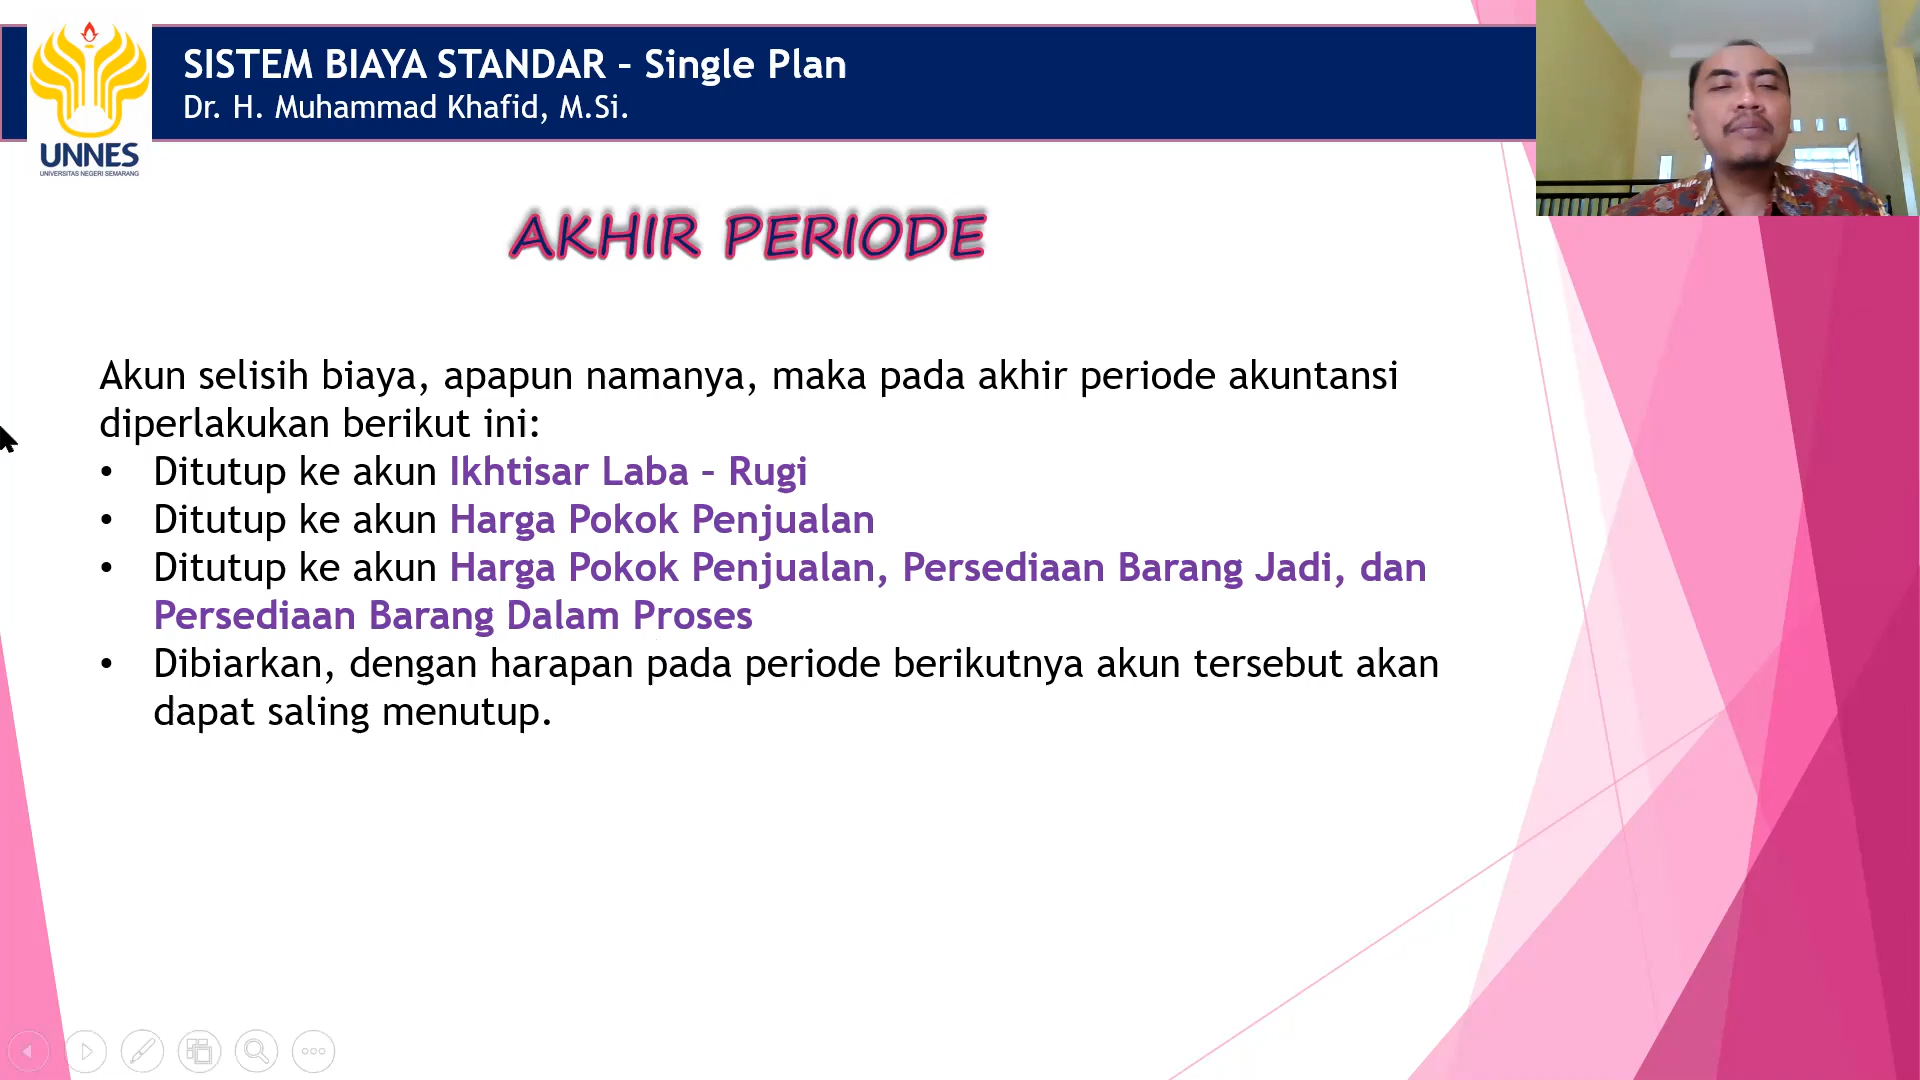 SISTEM BIAYA STANDAR – Single Plan
Dr. H. Muhammad Khafid, M.Si.
UNNES
UNIVERSITAS NEGERI SEMARANG
AKHIR PERIODE
Akun selisih biaya, apapun namanya, maka pada akhir periode akuntansi
diperlakukan berikut ini:
• Ditutup ke akun Ikhtisar Laba – Rugi
• Ditutup ke akun Harga Pokok Penjualan
• Ditutup ke akun Harga Pokok Penjualan, Persediaan Barang Jadi, dan
Persediaan Barang Dalam Proses
• Dibiarkan, dengan harapan pada periode berikutnya akun tersebut akan
dapat saling menutup.